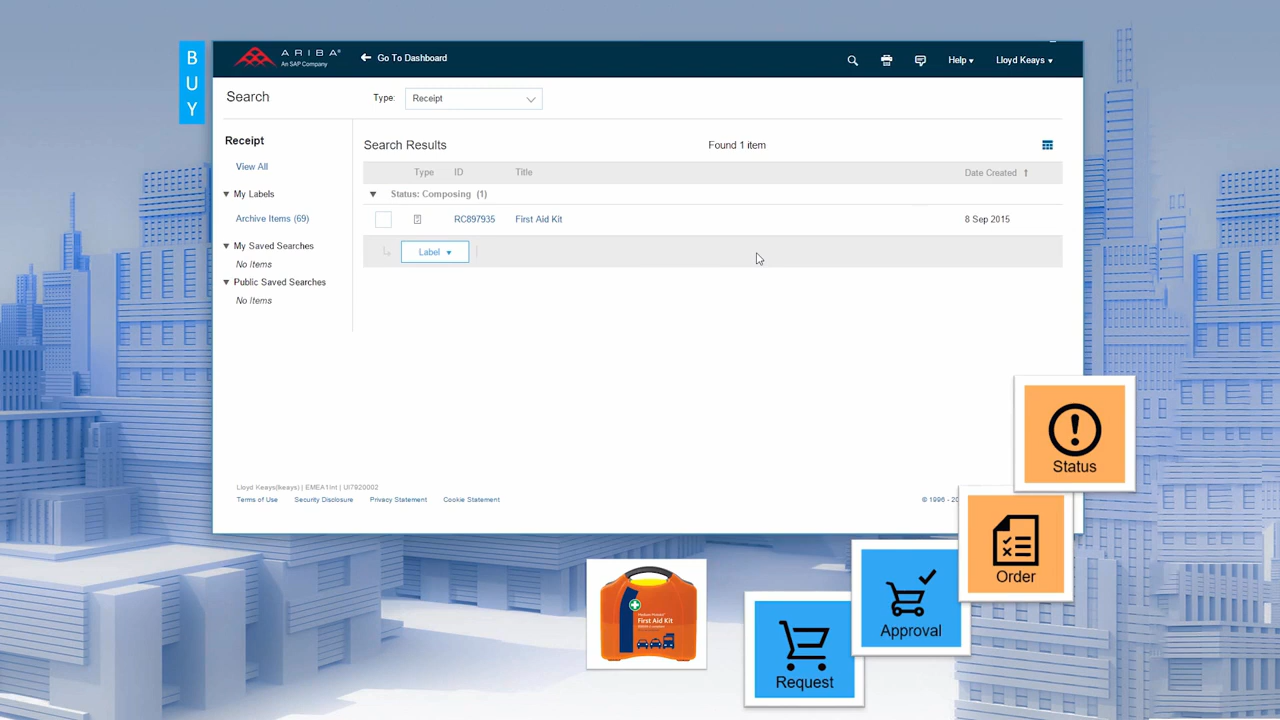 B
U
Y
ARIBA®
An SAP Company
Go To Dashboard
Help
Lloyd Keays
Search
Type:
Receipt
Receipt
View All
My Labels
Archive Items (69)
My Saved Searches
No Items
Public Saved Searches
No Items
Search Results
Found 1 item
Type
ID
Title
Date Created
Status: Composing (1)
RC897935
First Aid Kit
8 Sep 2015
Label
Lloyd Keays(lkeays) | EMEA1Int | UI7920002
Terms of Use
Security Disclosure
Privacy Statement
Cookie Statement
© 1996 - 20
Status
Order
Approval
Request
First Aid Kit